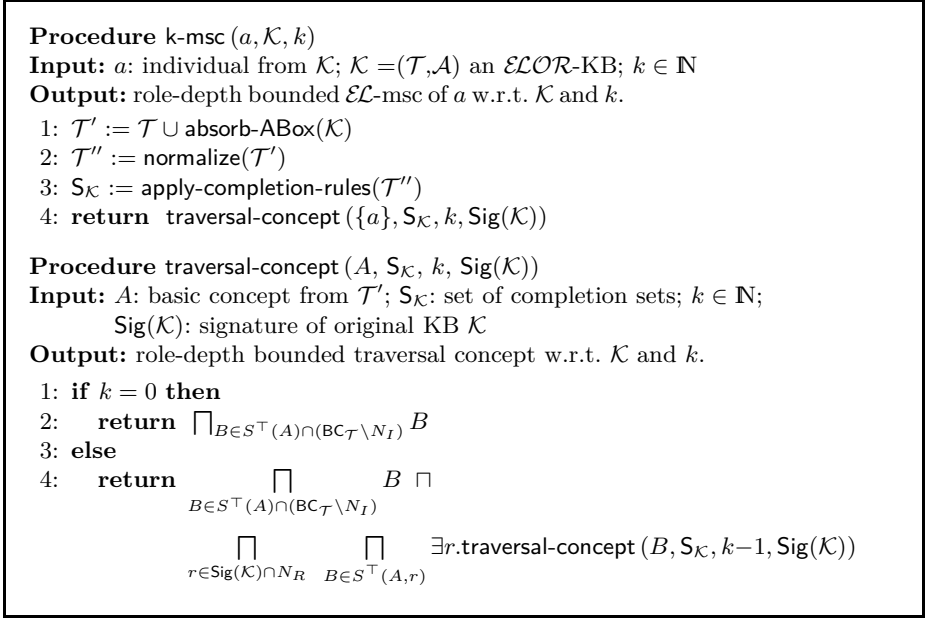 Procedure k-msc (a, 𝒦, k)
Input: a: individual from 𝒦; 𝒦 =(𝒯,𝒜) an ℰℒ𝒪ℛ-KB; k ∈ ℕ
Output: role-depth bounded ℰℒ-msc of a w.r.t. 𝒦 and k.
1: 𝒯′ := 𝒯 ∪ absorb-ABox(𝒦)
2: 𝒯″ := normalize(𝒯′)
3: S_𝒦 := apply-completion-rules(𝒯″)
4: return traversal-concept ({a}, S_𝒦, k, Sig(𝒦))
Procedure traversal-concept (A, S_𝒦, k, Sig(𝒦))
Input: A: basic concept from 𝒯′; S_𝒦: set of completion sets; k ∈ ℕ;
Sig(𝒦): signature of original KB 𝒦
Output: role-depth bounded traversal concept w.r.t. 𝒦 and k.
1: if k = 0 then
2: return ⨅_{B∈S^⊤(A)∩(BC_𝒯\N_I)} B
3: else
4: return ⨅_{B∈S^⊤(A)∩(BC_𝒯\N_I)} B ⊓
⨅_{r∈Sig(𝒦)∩N_R} ⨅_{B∈S^⊤(A,r)} ∃r.traversal-concept (B, S_𝒦, k−1, Sig(𝒦))